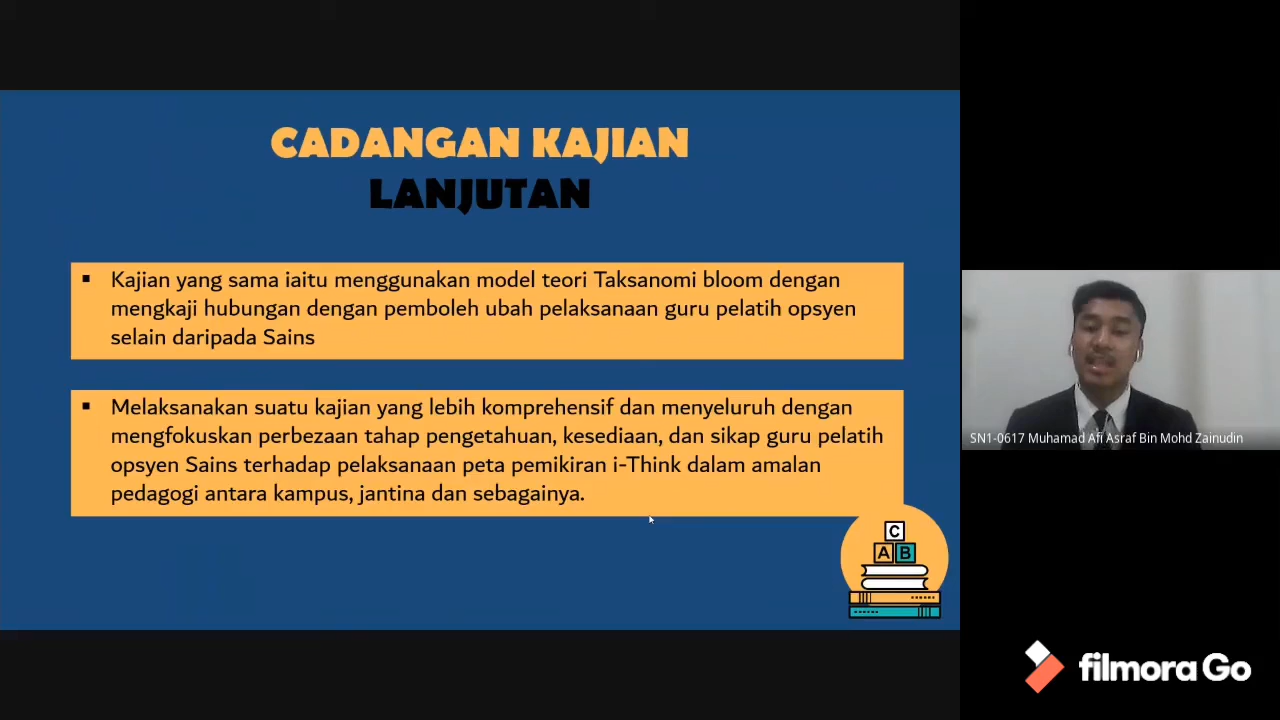 CADANGAN KAJIAN
LANJUTAN
▪ Kajian yang sama iaitu menggunakan model teori Taksanomi bloom dengan
mengkaji hubungan dengan pemboleh ubah pelaksanaan guru pelatih opsyen
selain daripada Sains
▪ Melaksanakan suatu kajian yang lebih komprehensif dan menyeluruh dengan
mengfokuskan perbezaan tahap pengetahuan, kesediaan, dan sikap guru pelatih
opsyen Sains terhadap pelaksanaan peta pemikiran i-Think dalam amalan
pedagogi antara kampus, jantina dan sebagainya.
C
A B
SN1-0617 Muhamad Afi Asraf Bin Mohd Zainudin
filmora Go